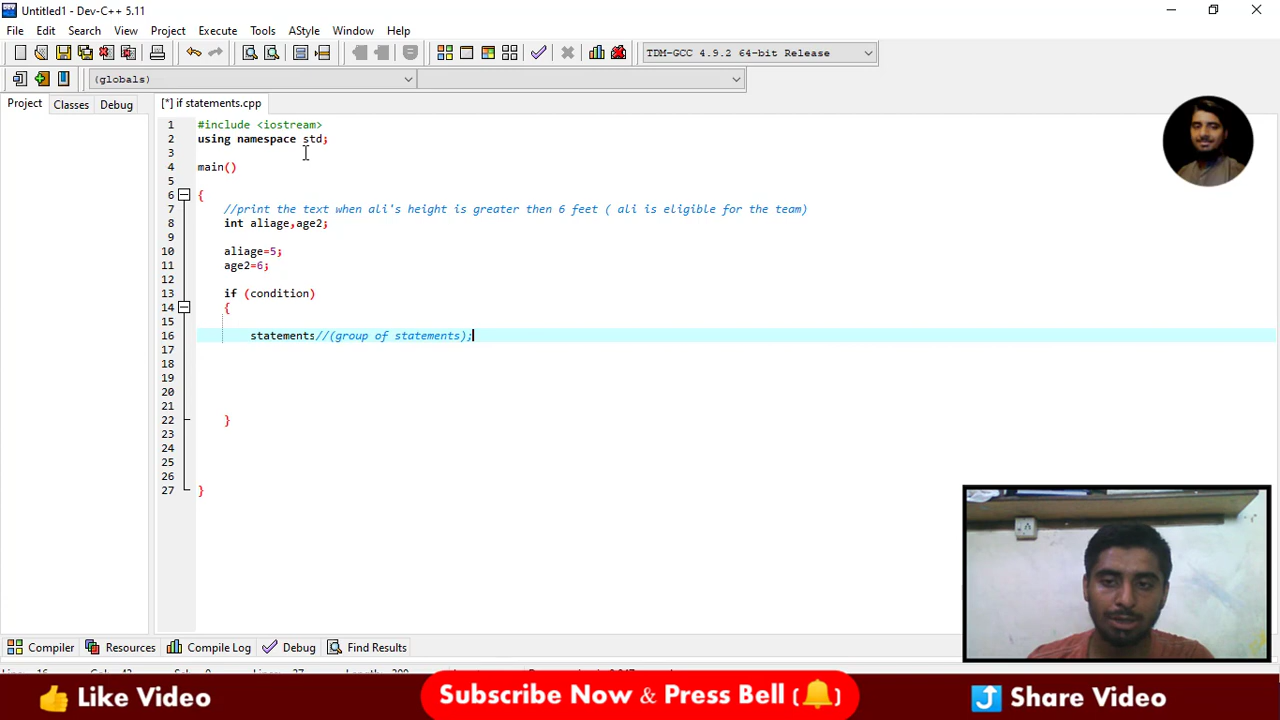 Untitled1 - Dev-C++ 5.11
File Edit Search View Project Execute Tools AStyle Window Help
TDM-GCC 4.9.2 64-bit Release
(globals)
Project Classes Debug
[*] if statements.cpp
1 #include <iostream>
2 using namespace std;
3
4 main()
5
6 {
7 //print the text when ali's height is greater then 6 feet ( ali is eligible for the team)
8 int aliage,age2;
9
10 aliage=5;
11 age2=6;
12
13 if (condition)
14 {
15
16 statements//(group of statements);
17
18
19
20
21
22 }
23
24
25
26
27 }
Compiler Resources Compile Log Debug Find Results
Like Video
Subscribe Now & Press Bell ( )
Share Video